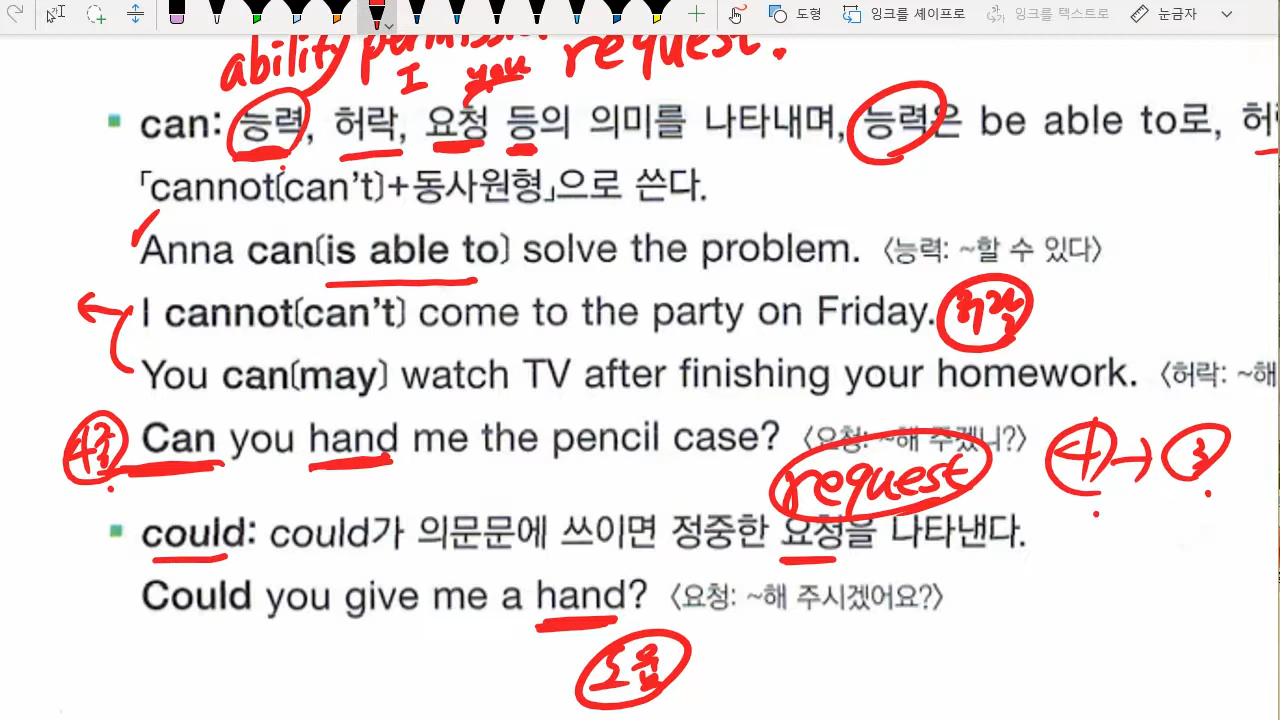 도형 잉크를 셰이프로 잉크를 텍스트로 눈금자
ability permission request.
I you
can: 능력, 허락, 요청 등의 의미를 나타내며, 능력은 be able to로,
「cannot(can't)+동사원형」으로 쓴다.
Anna can(is able to) solve the problem. 〈능력: ~할 수 있다〉
I cannot(can't) come to the party on Friday.
You can(may) watch TV after finishing your homework. 〈허락: ~해
Can you hand me the pencil case? 〈요청: ~해 주겠니?〉 4 → 3
request
could: could가 의문문에 쓰이면 정중한 요청을 나타낸다.
Could you give me a hand? 〈요청: ~해 주시겠어요?〉
도움